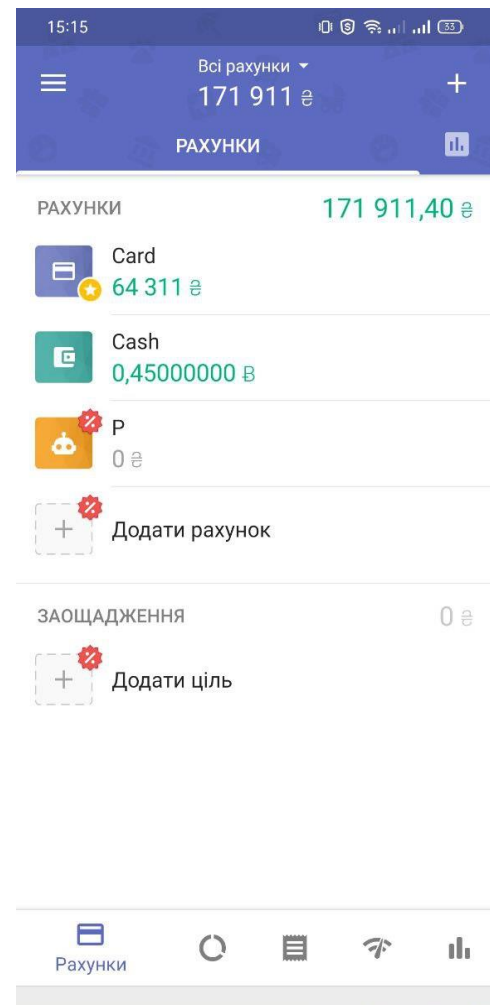 15:15
33
Всі рахунки
171 911 ₴
РАХУНКИ
РАХУНКИ 171 911,40 ₴
Card
64 311 ₴
Cash
0,45000000 Ƀ
P
0 ₴
Додати рахунок
ЗАОЩАДЖЕННЯ 0 ₴
Додати ціль
Рахунки